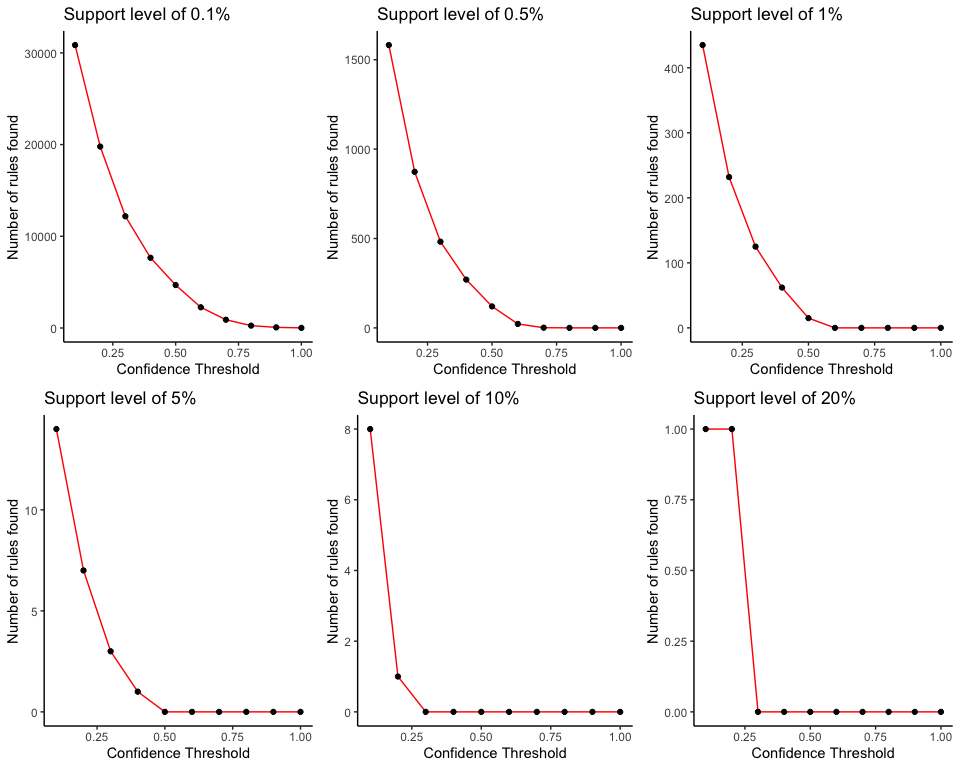 Support level of 0.1%
Number of rules found
30000
20000
10000
0
0.25 0.50 0.75 1.00
Confidence Threshold
Support level of 0.5%
Number of rules found
1500
1000
500
0
0.25 0.50 0.75 1.00
Confidence Threshold
Support level of 1%
Number of rules found
400
300
200
100
0
0.25 0.50 0.75 1.00
Confidence Threshold
Support level of 5%
Number of rules found
10
5
0
0.25 0.50 0.75 1.00
Confidence Threshold
Support level of 10%
Number of rules found
8
6
4
2
0
0.25 0.50 0.75 1.00
Confidence Threshold
Support level of 20%
Number of rules found
1.00
0.75
0.50
0.25
0.00
0.25 0.50 0.75 1.00
Confidence Threshold